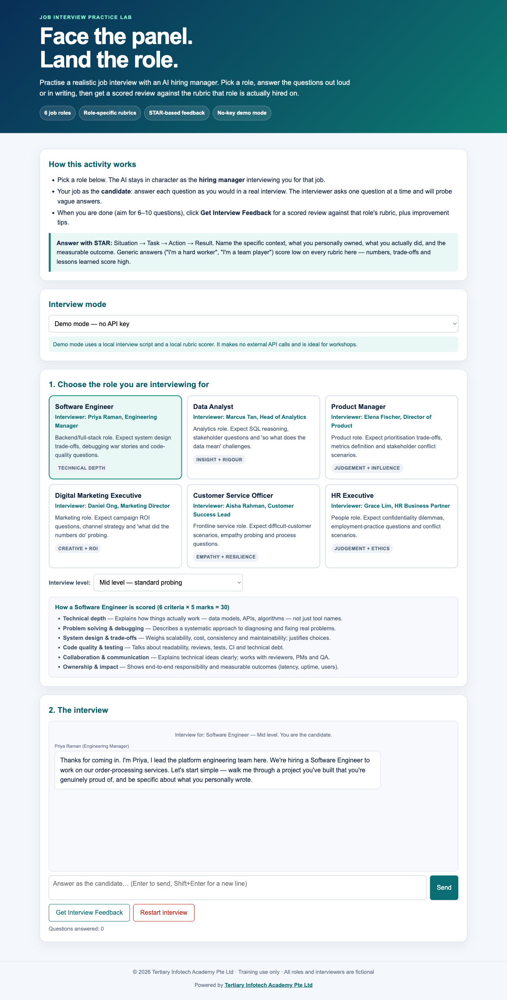 JOB INTERVIEW PRACTICE LAB
Face the panel.
Land the role.
Practise a realistic job interview with an AI hiring manager. Pick a role, answer the questions out loud
or in writing, then get a scored review against the rubric that role is actually hired on.
6 job roles
Role-specific rubrics
STAR-based feedback
No-key demo mode
How this activity works
• Pick a role below. The AI stays in character as the hiring manager interviewing you for that job.
• Your job as the candidate: answer each question as you would in a real interview. The interviewer asks one question at a time and will probe
vague answers.
• When you are done (aim for 6–10 questions), click Get Interview Feedback for a scored review against that role's rubric, plus improvement
tips.
Answer with STAR: Situation → Task → Action → Result. Name the specific context, what you personally owned, what you actually did, and the
measurable outcome. Generic answers ("I'm a hard worker", "I'm a team player") score low on every rubric here — numbers, trade-offs and
lessons learned score high.
Interview mode
Demo mode — no API key
Demo mode uses a local interview script and a local rubric scorer. It makes no external API calls and is ideal for workshops.
1. Choose the role you are interviewing for
Software Engineer
Interviewer: Priya Raman, Engineering
Manager
Backend/full-stack role. Expect system design
trade-offs, debugging war stories and code-
quality questions.
TECHNICAL DEPTH
Data Analyst
Interviewer: Marcus Tan, Head of Analytics
Analytics role. Expect SQL reasoning,
stakeholder questions and 'so what does the
data mean' challenges.
INSIGHT + RIGOUR
Product Manager
Interviewer: Elena Fischer, Director of
Product
Product role. Expect prioritisation trade-offs,
metrics definition and stakeholder conflict
scenarios.
JUDGEMENT + INFLUENCE
Digital Marketing Executive
Interviewer: Daniel Ong, Marketing Director
Marketing role. Expect campaign ROI
questions, channel strategy and 'what did the
numbers do' probing.
CREATIVE + ROI
Customer Service Officer
Interviewer: Aisha Rahman, Customer
Success Lead
Frontline service role. Expect difficult-customer
scenarios, empathy probing and process
questions.
EMPATHY + RESILIENCE
HR Executive
Interviewer: Grace Lim, HR Business Partner
People role. Expect confidentiality dilemmas,
employment-practice questions and conflict
scenarios.
JUDGEMENT + ETHICS
Interview level: Mid level — standard probing
How a Software Engineer is scored (6 criteria × 5 marks = 30)
• Technical depth — Explains how things actually work — data models, APIs, algorithms — not just tool names.
• Problem solving & debugging — Describes a systematic approach to diagnosing and fixing real problems.
• System design & trade-offs — Weighs scalability, cost, consistency and maintainability; justifies choices.
• Code quality & testing — Talks about readability, reviews, tests, CI and technical debt.
• Collaboration & communication — Explains technical ideas clearly; works with reviewers, PMs and QA.
• Ownership & impact — Shows end-to-end responsibility and measurable outcomes (latency, uptime, users).
2. The interview
Interview for: Software Engineer — Mid level. You are the candidate.
Priya Raman (Engineering Manager)
Thanks for coming in. I'm Priya, I lead the platform engineering team here. We're hiring a Software Engineer to
work on our order-processing services. Let's start simple — walk me through a project you've built that you're
genuinely proud of, and be specific about what you personally wrote.
Answer as the candidate… (Enter to send, Shift+Enter for a new line)
Send
Get Interview Feedback
Restart interview
Questions answered: 0
© 2026 Tertiary Infotech Academy Pte Ltd · Training use only · All roles and interviewers are fictional
Powered by Tertiary Infotech Academy Pte Ltd